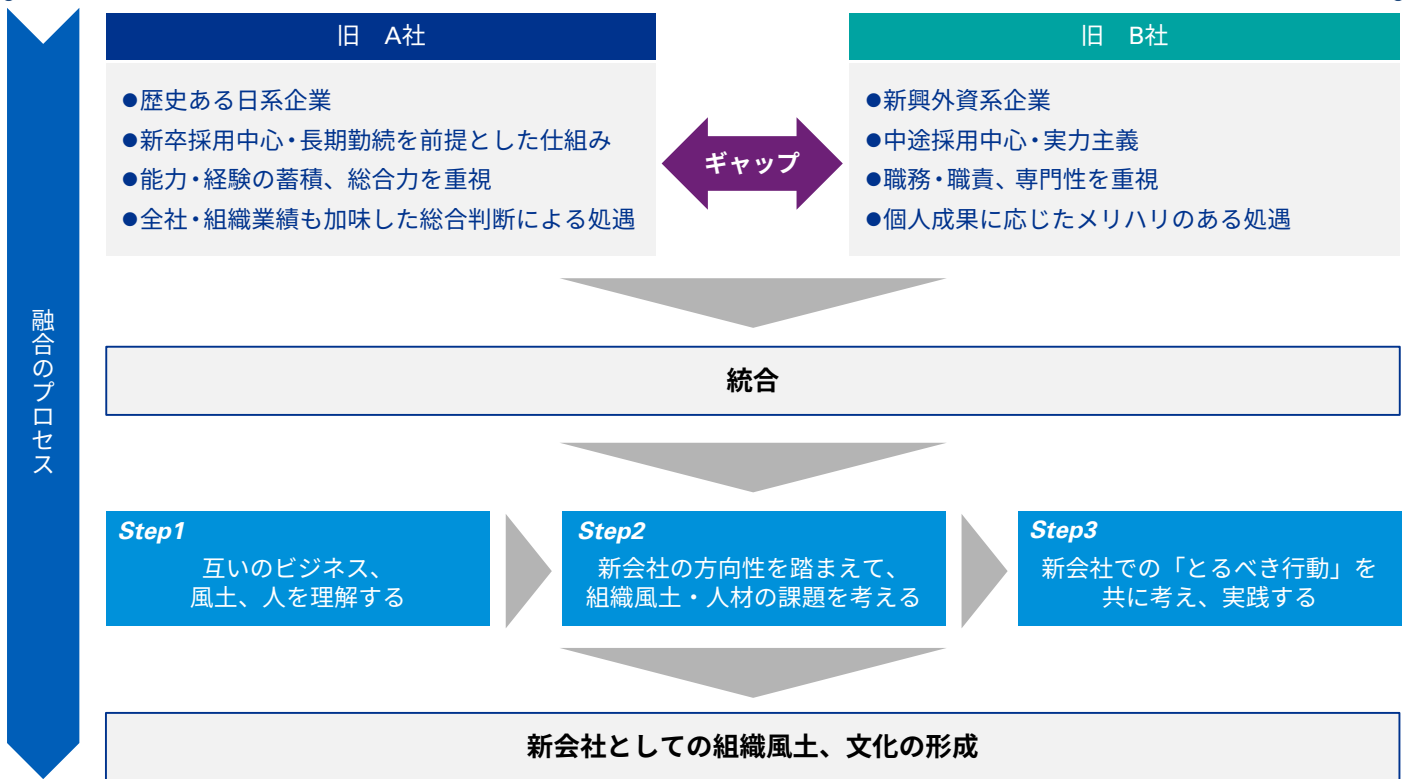 旧　A社
旧　B社
●歴史ある日系企業
●新卒採用中心・長期勤続を前提とした仕組み
●能力・経験の蓄積、総合力を重視
●全社・組織業績も加味した総合判断による処遇
ギャップ
●新興外資系企業
●中途採用中心・実力主義
●職務・職責、専門性を重視
●個人成果に応じたメリハリのある処遇
融合のプロセス
統合
Step1
互いのビジネス、
風土、人を理解する
Step2
新会社の方向性を踏まえて、
組織風土・人材の課題を考える
Step3
新会社での「とるべき行動」を
共に考え、実践する
新会社としての組織風土、文化の形成